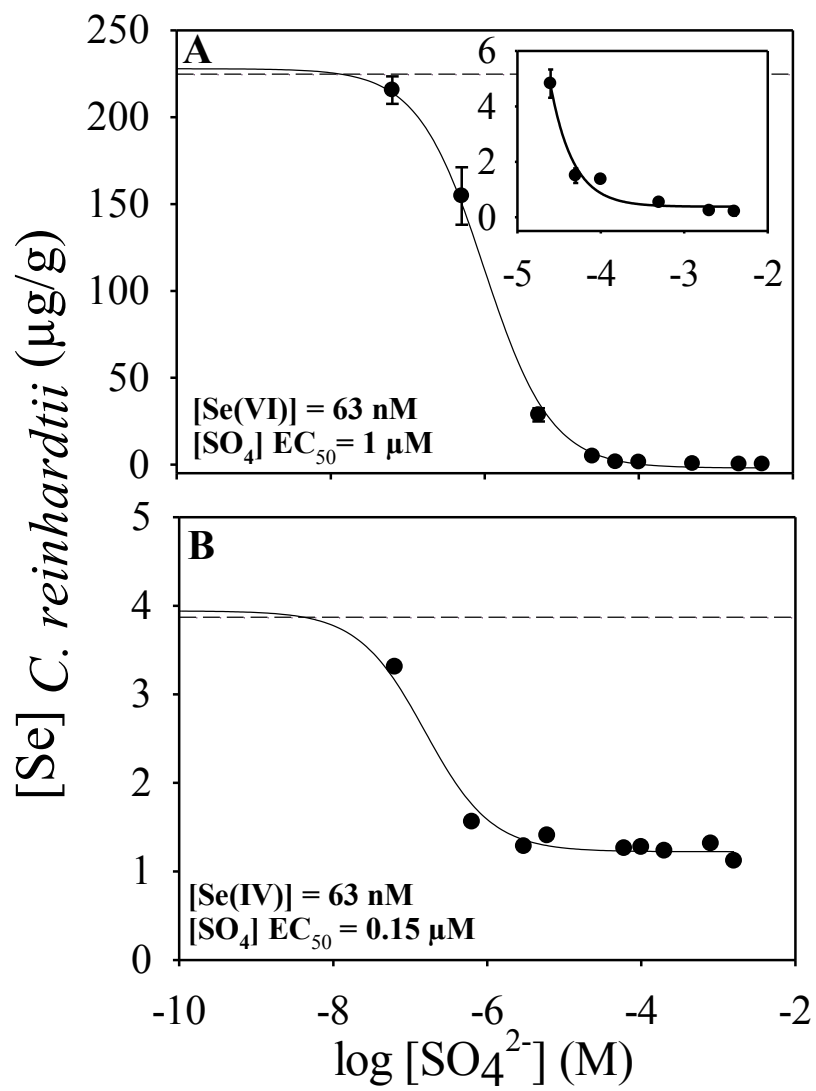 [Se] C. reinhardtii (µg/g)
A
250
200
150
100
50
0
6
4
2
0
-5 -4 -3 -2
[Se(VI)] = 63 nM
[SO₄] EC₅₀= 1 µM
B
5
4
3
2
1
0
[Se(IV)] = 63 nM
[SO₄] EC₅₀ = 0.15 µM
-10 -8 -6 -4 -2
log [SO₄²⁻] (M)